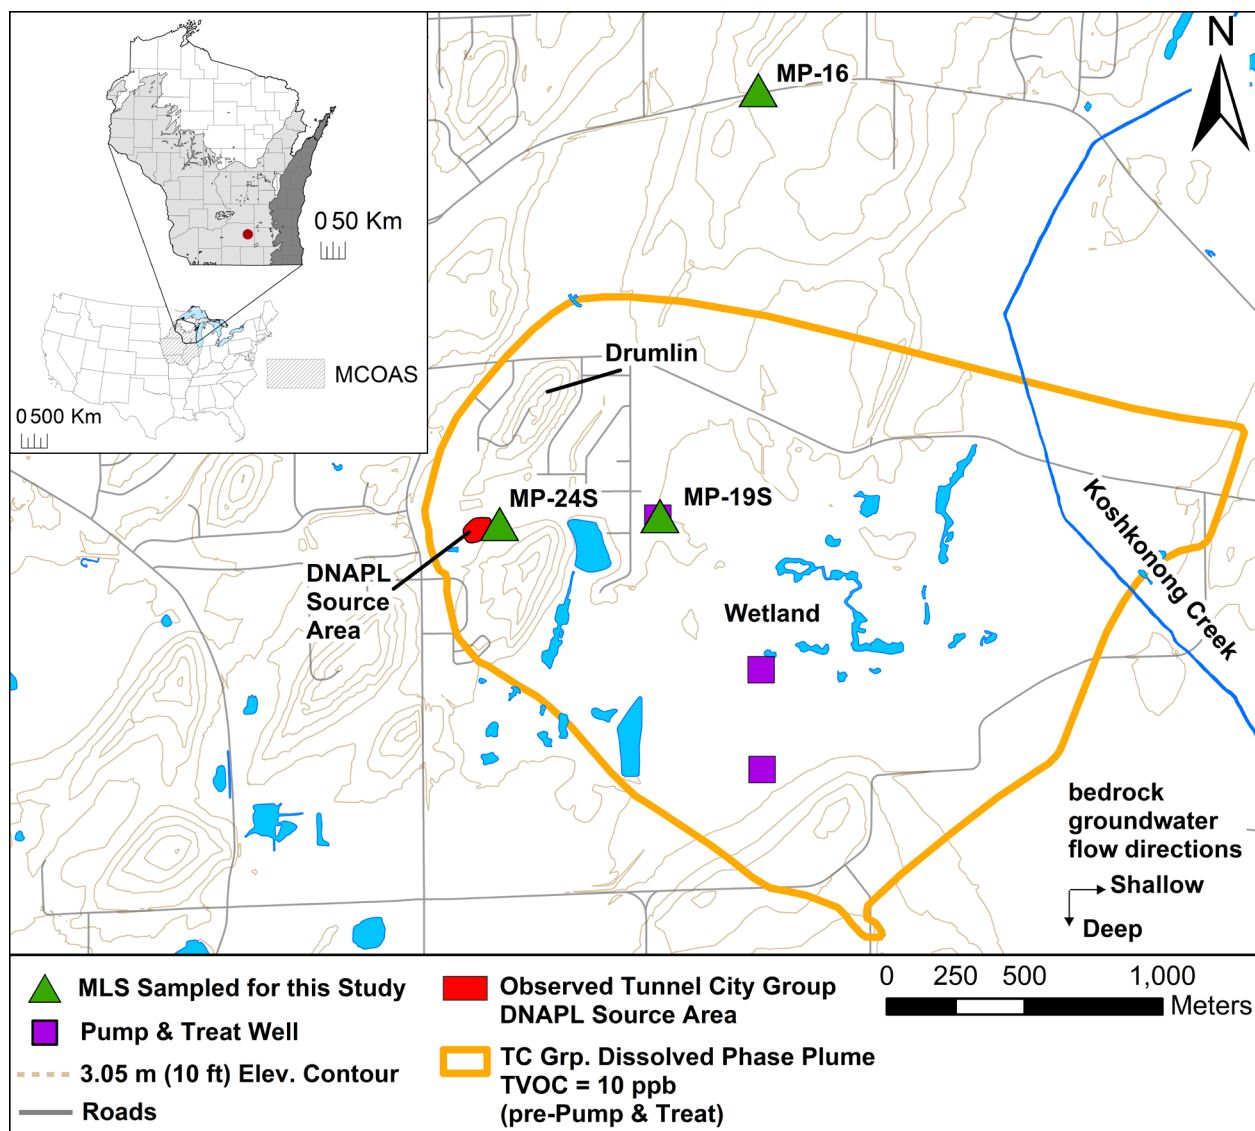 N
MP-16
0 50 Km
MCOAS
0 500 Km
Drumlin
MP-24S
MP-19S
DNAPL
Source
Area
Wetland
Koshkonong Creek
bedrock
groundwater
flow directions
Shallow
Deep
MLS Sampled for this Study
Pump & Treat Well
3.05 m (10 ft) Elev. Contour
Roads
Observed Tunnel City Group
DNAPL Source Area
TC Grp. Dissolved Phase Plume
TVOC = 10 ppb
(pre-Pump & Treat)
0 250 500 1,000
Meters